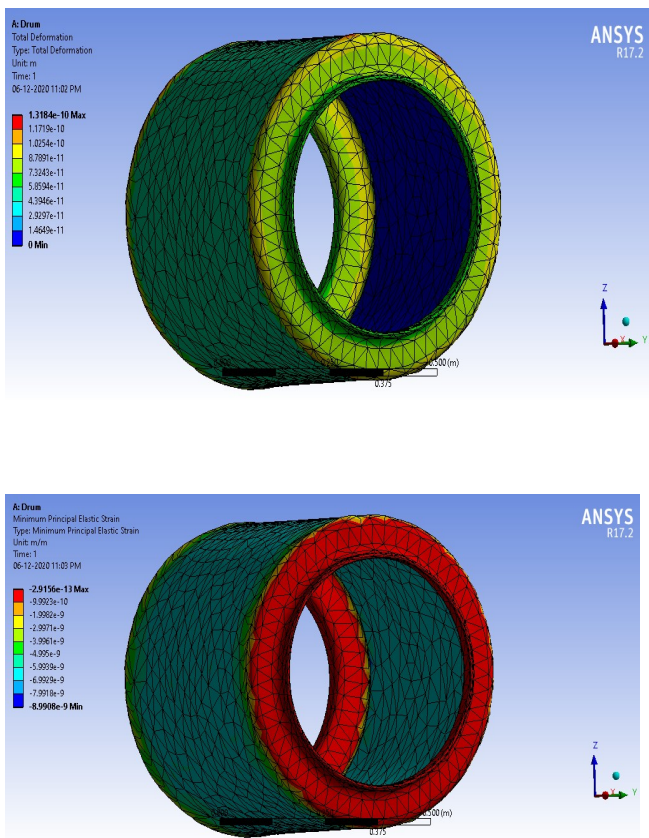 A: Drum
Total Deformation
Type: Total Deformation
Unit: m
Time: 1
06-12-2020 11:02 PM
1.3184e-10 Max
1.1719e-10
1.0254e-10
8.7891e-11
7.3243e-11
5.8594e-11
4.3946e-11
2.9297e-11
1.4649e-11
0 Min
ANSYS
R17.2
0.500 (m)
0.375
Z
X
Y
A: Drum
Minimum Principal Elastic Strain
Type: Minimum Principal Elastic Strain
Unit: m/m
Time: 1
06-12-2020 11:03 PM
-2.9156e-13 Max
-9.9923e-10
-1.9982e-9
-2.9971e-9
-3.9961e-9
-4.995e-9
-5.9939e-9
-6.9929e-9
-7.9918e-9
-8.9908e-9 Min
ANSYS
R17.2
0.500 (m)
0.375
Z
X
Y